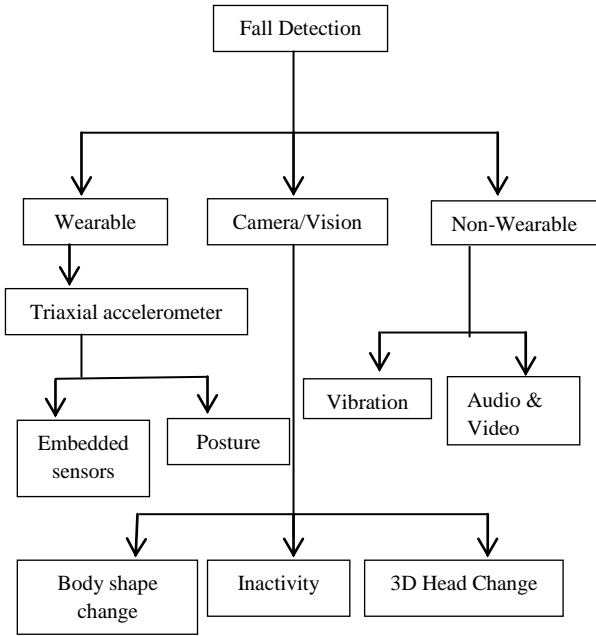 Fall Detection
Wearable
Camera/Vision
Non-Wearable
Triaxial accelerometer
Vibration
Audio &
Video
Embedded
sensors
Posture
Body shape
change
Inactivity
3D Head Change